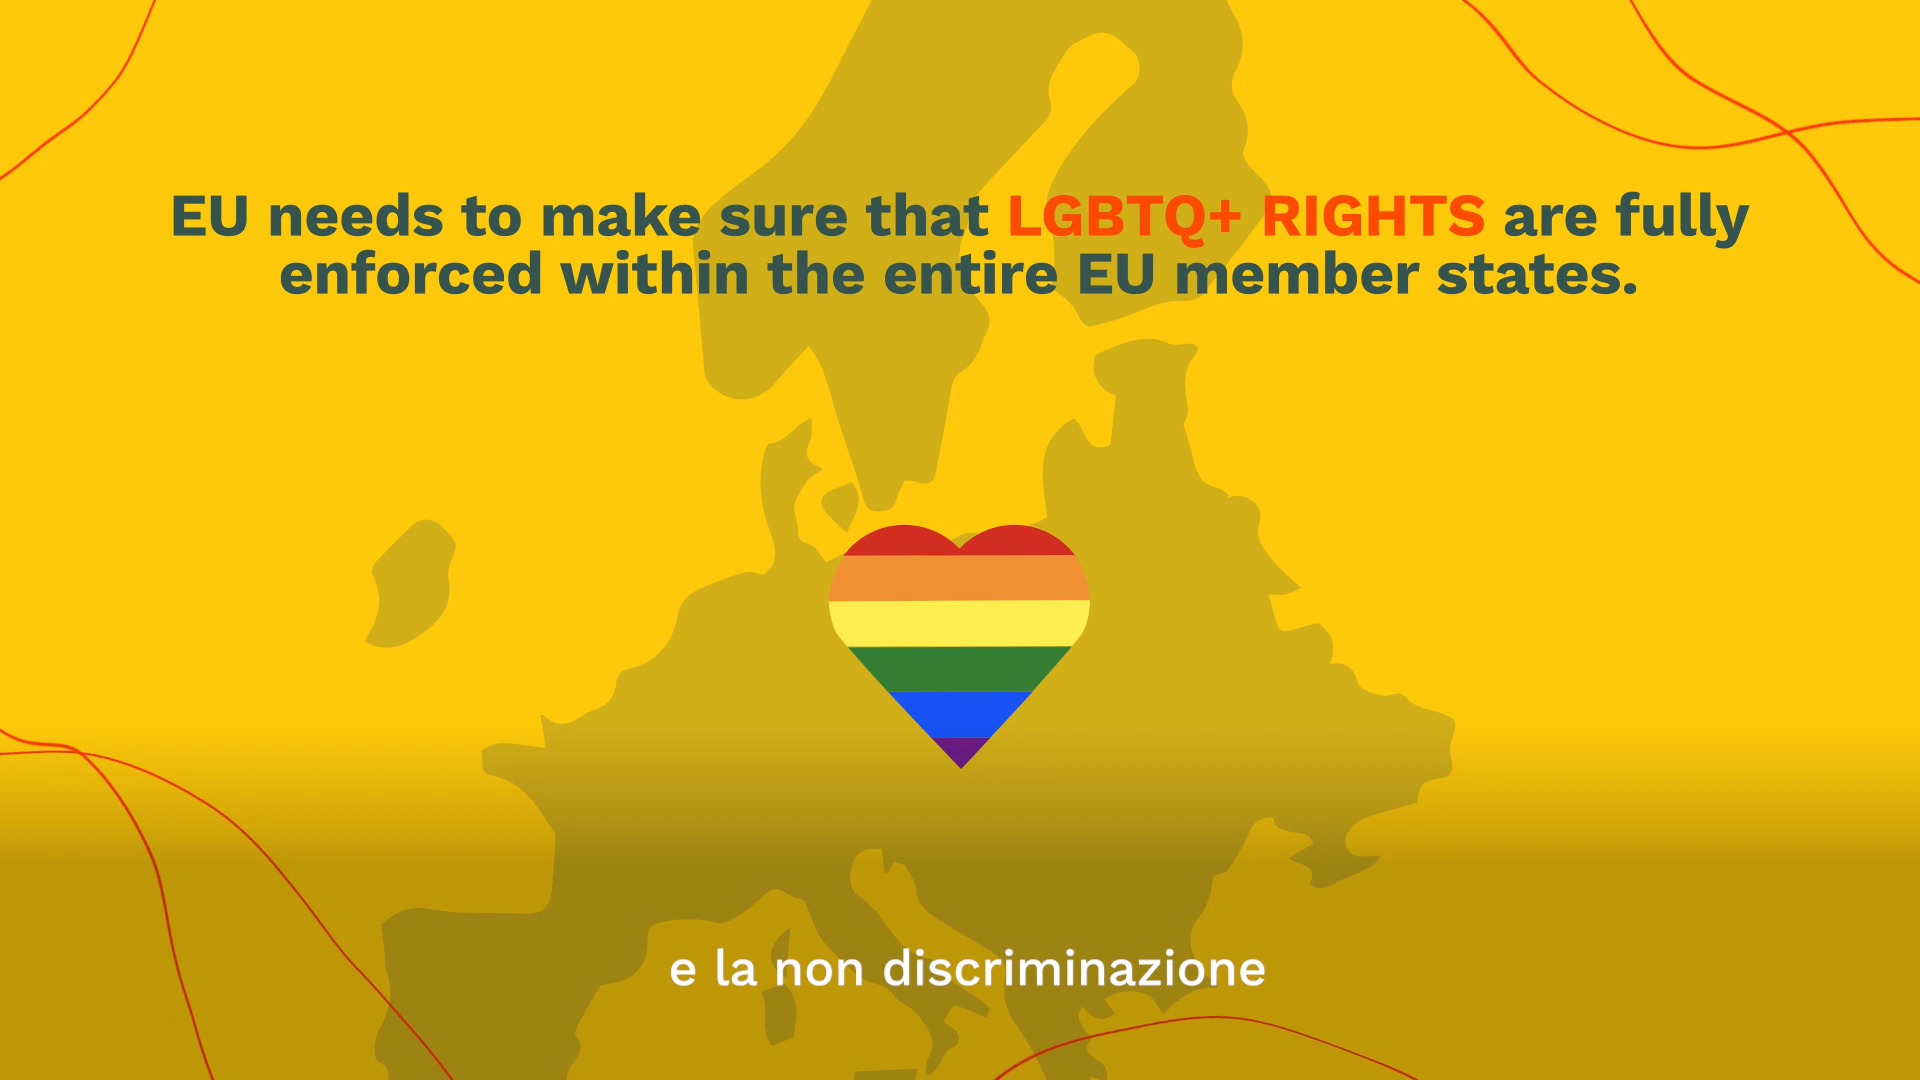 EU needs to make sure that LGBTQ+ RIGHTS are fully
enforced within the entire EU member states.
e la non discriminazione